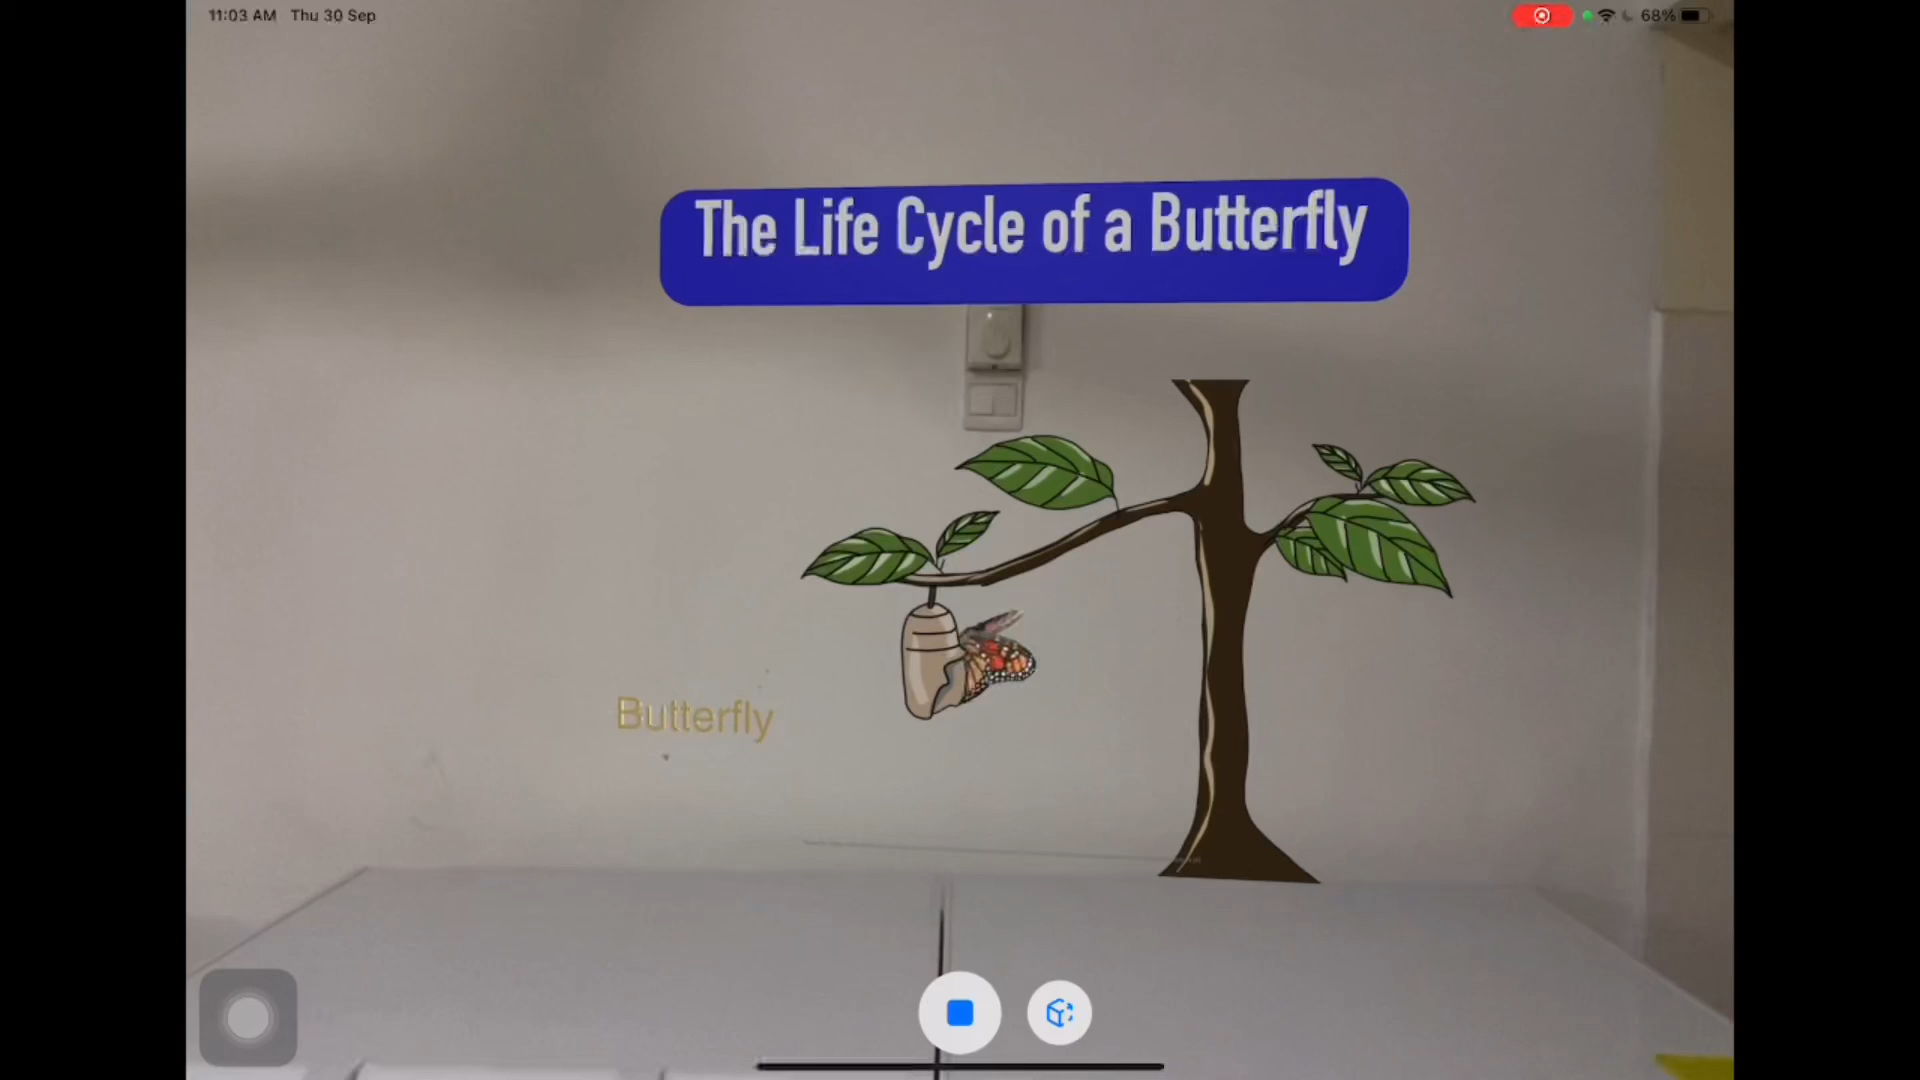 11:03 AM Thu 30 Sep
68%
The Life Cycle of a Butterfly
Butterfly